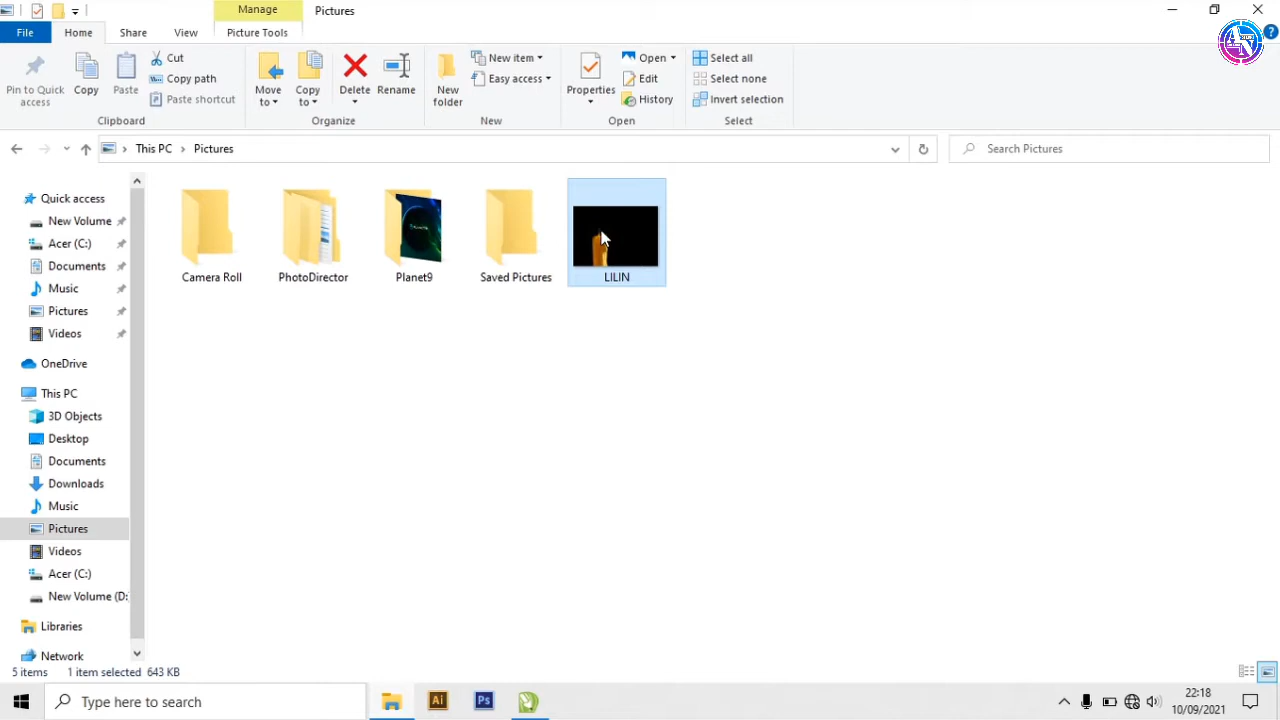 Manage
Pictures
File
Home
Share
View
Picture Tools
Pin to Quick access
Copy
Paste
Cut
Copy path
Paste shortcut
Clipboard
Move to
Copy to
Delete
Rename
Organize
New folder
New item
Easy access
New
Properties
Open
Edit
History
Open
Select all
Select none
Invert selection
Select
This PC
Pictures
Search Pictures
Quick access
New Volume
Acer (C:)
Documents
Music
Pictures
Videos
OneDrive
This PC
3D Objects
Desktop
Documents
Downloads
Music
Pictures
Videos
Acer (C:)
New Volume (D:
Libraries
Network
Camera Roll
PhotoDirector
Planet9
Saved Pictures
LILIN
5 items
1 item selected 643 KB
Type here to search
Ai
Ps
22:18
10/09/2021